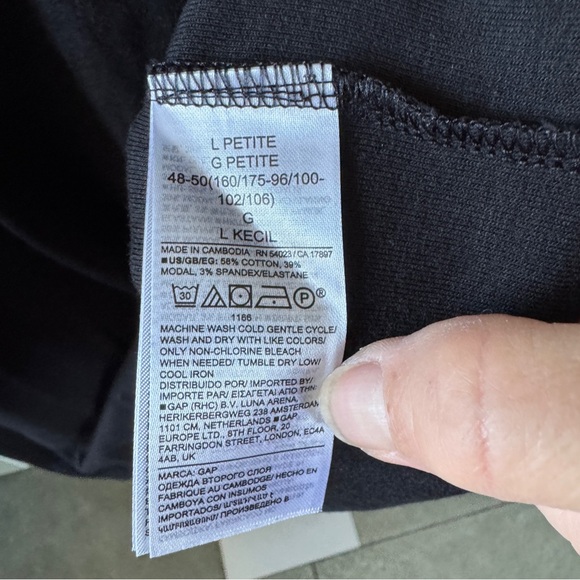 L PETITE
G PETITE
48-50(160/175-96/100-
102/106)
G
L KECIL
MADE IN CAMBODIA RN 54023/CA 17897
■US/GB/EG: 58% COTTON, 39%
MODAL, 3% SPANDEX/ELASTANE
30 P ®
1186
MACHINE WASH COLD GENTLE CYCLE/
WASH AND DRY WITH LIKE COLORS/
ONLY NON-CHLORINE BLEACH
WHEN NEEDED/ TUMBLE DRY LOW/
COOL IRON
DISTRIBUIDO POR/ IMPORTED BY/
IMPORTE PAR/ ΕΙΣΑΓΕΤΑΙ ΑΠΟ ΤΗΝ:
■GAP (RHC) B.V. LUNA ARENA,
HERIKERBERGWEG 238 AMSTERDAM
1101 CM, NETHERLANDS ■GAP
EUROPE LTD., 5TH FLOOR, 20
FARRINGDON STREET, LONDON, EC4A
4AB, UK
MARCA: GAP
ОДЕЖДА ВТОРОГО СЛОЯ
FABRIQUE AU CAMBODGE/ HECHO EN
CAMBOYA CON INSUMOS
IMPORTADOS/
ПРОИЗВЕДЕНО В